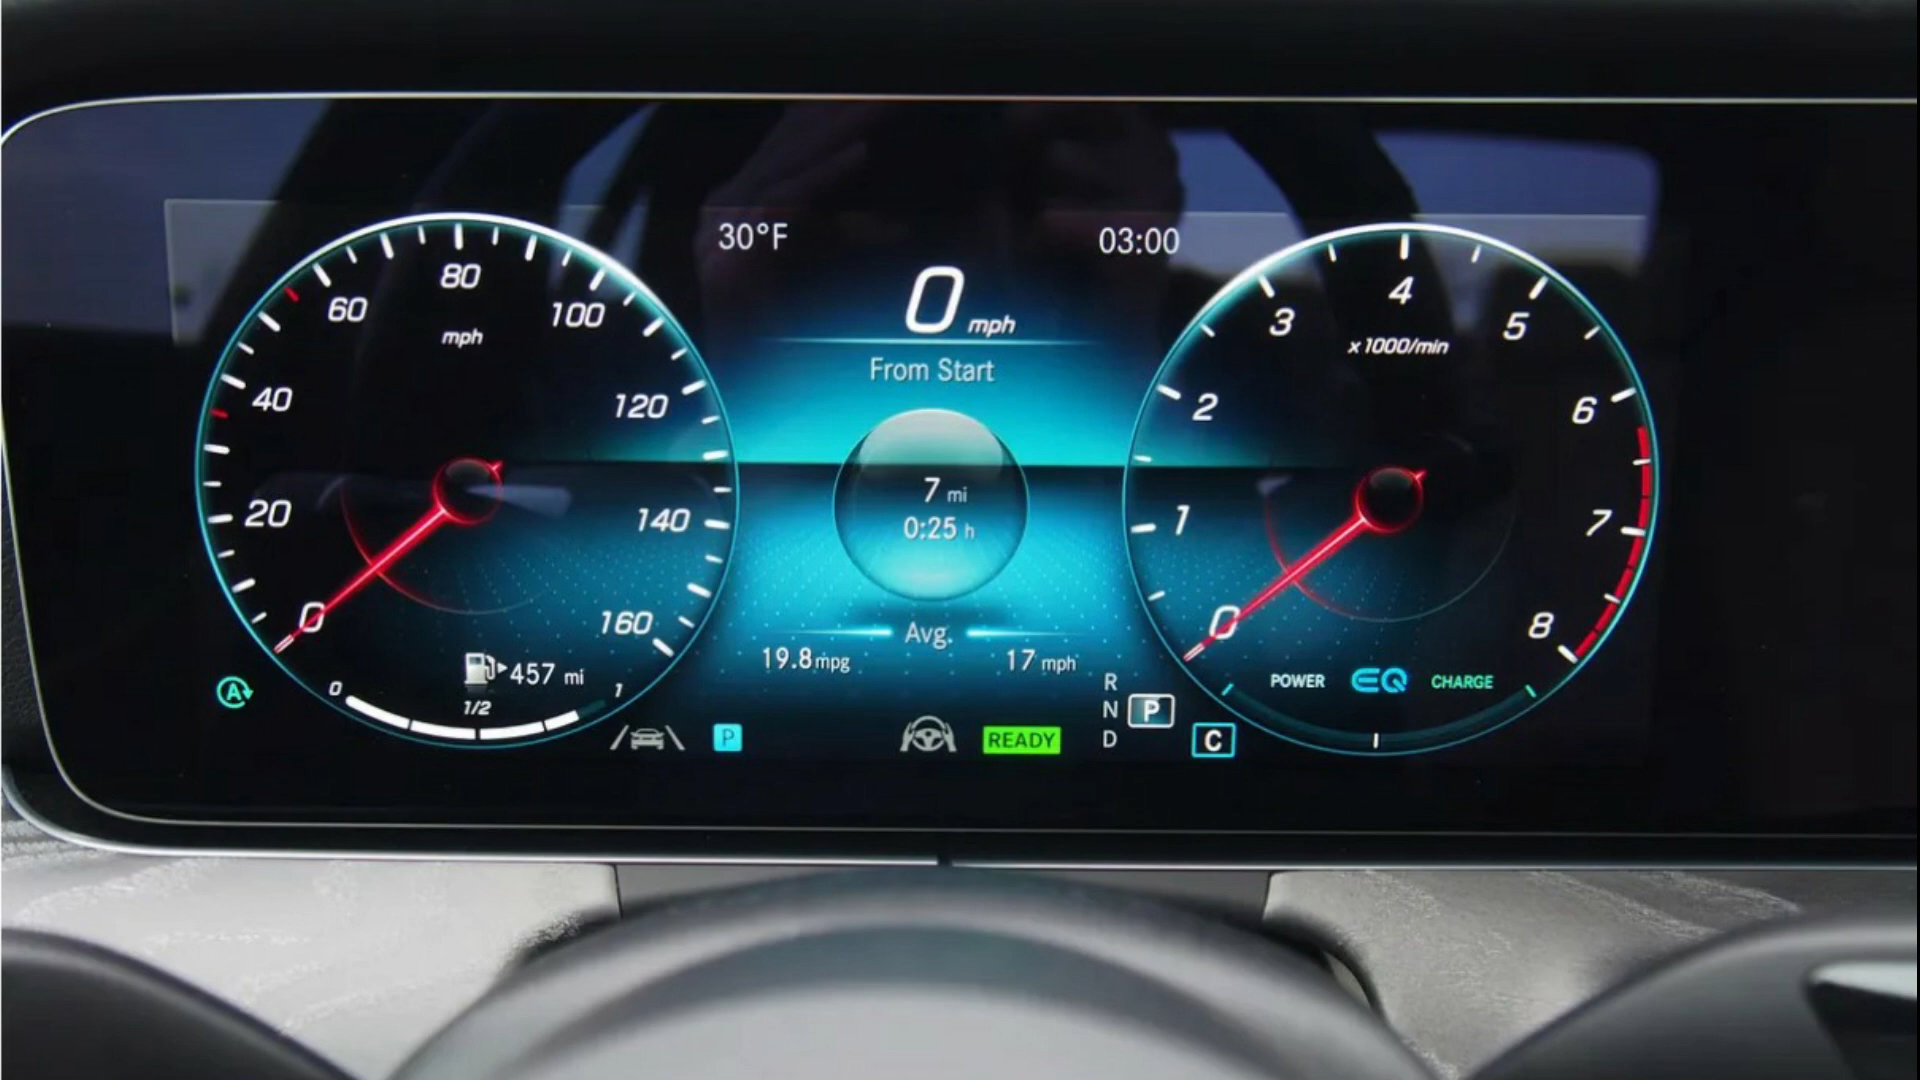 30°F
03:00
0 mph
From Start
7 mi
0:25 h
Avg.
19.8 mpg
17 mph
0
20
40
60
80
100
120
140
160
mph
457 mi
0
1/2
1
A
P
READY
R
N
D
P
C
0
1
2
3
4
5
6
7
8
x1000/min
POWER
EQ
CHARGE